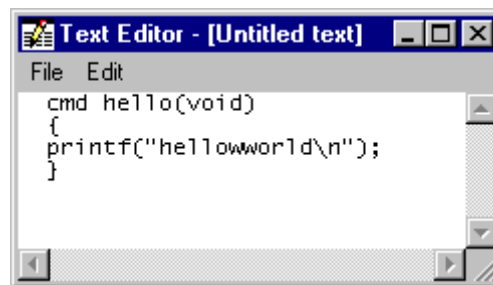 Text Editor - [Untitled text]
File Edit
cmd hello(void)
{
printf("hellowworld\n");
}